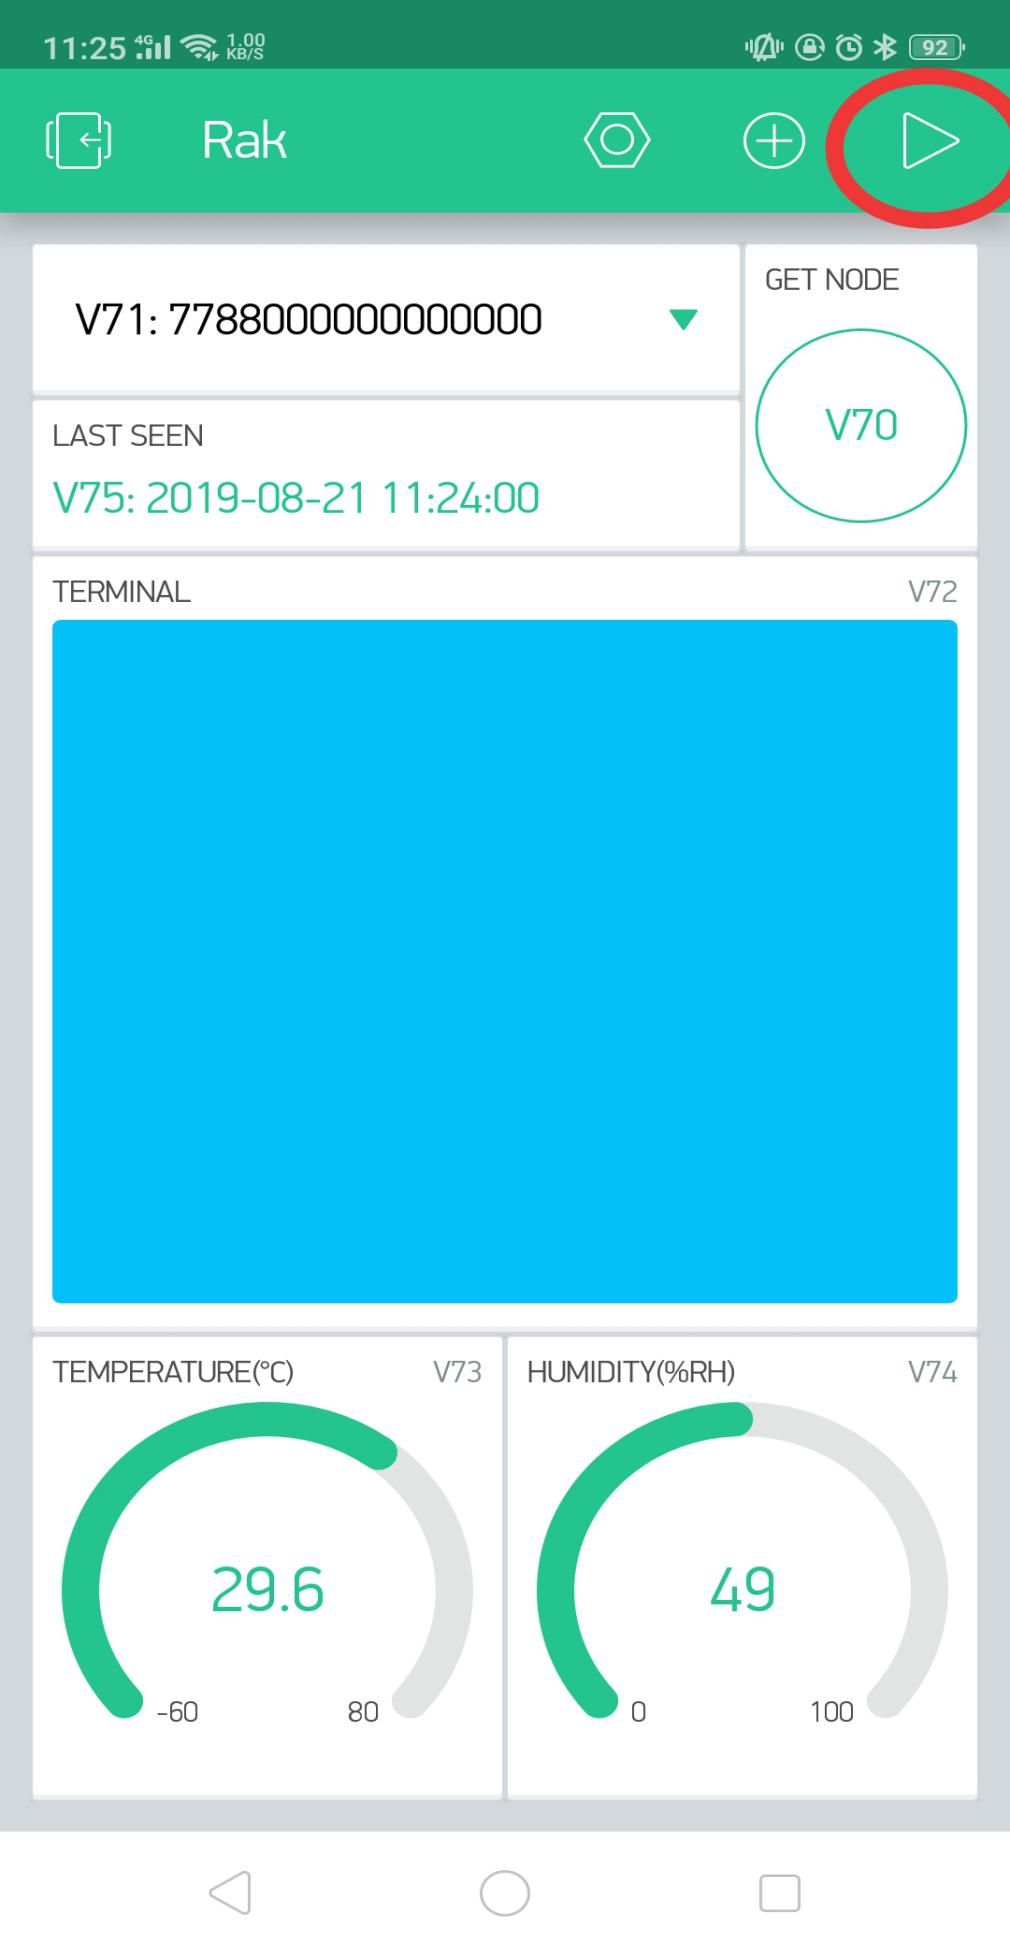 11:25 4G 1.00 KB/S 92
Rak
V71: 7788000000000000
GET NODE
V70
LAST SEEN
V75: 2019-08-21 11:24:00
TERMINAL V72
TEMPERATURE(°C) V73
29.6
-60 80
HUMIDITY(%RH) V74
49
0 100